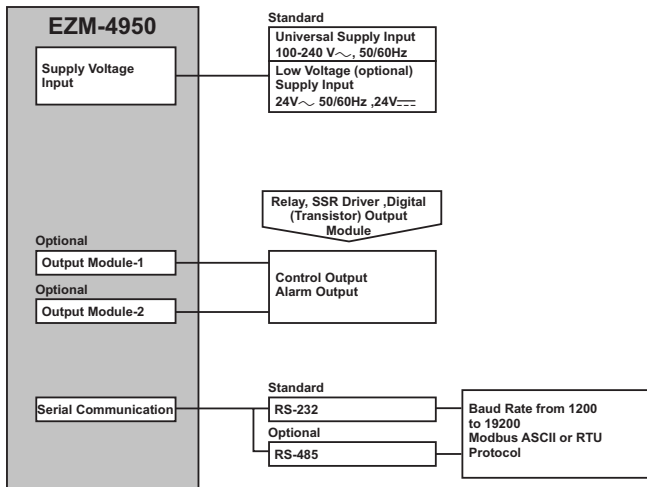 EZM-4950
Supply Voltage
Input
Standard
Universal Supply Input
100-240 V~, 50/60Hz
Low Voltage (optional)
Supply Input
24V~ 50/60Hz ,24V⎓
Relay, SSR Driver ,Digital
(Transistor) Output
Module
Optional
Output Module-1
Optional
Output Module-2
Control Output
Alarm Output
Serial Communication
Standard
RS-232
Optional
RS-485
Baud Rate from 1200
to 19200
Modbus ASCII or RTU
Protocol